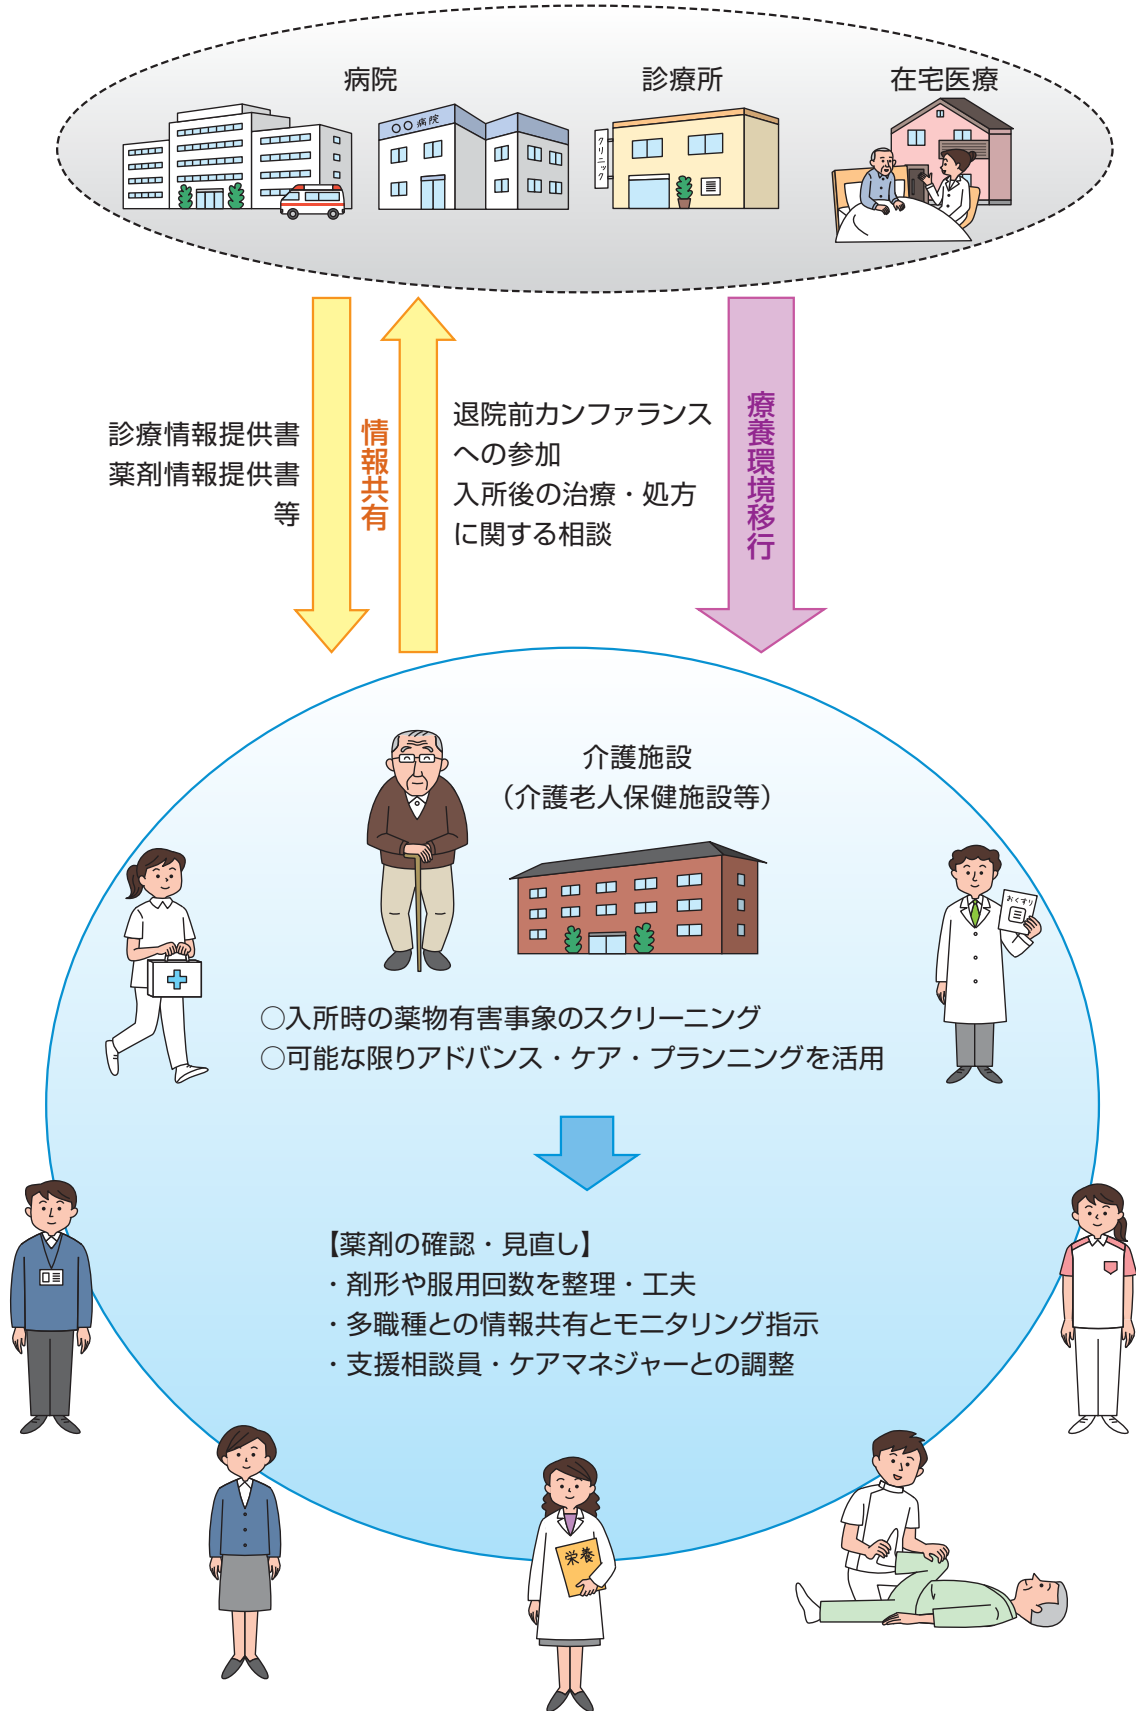 病院
診療所
在宅医療
〇〇病院
クリニック
診療情報提供書
薬剤情報提供書
等
情報共有
退院前カンファランス
への参加
入所後の治療・処方
に関する相談
療養環境移行
介護施設
（介護老人保健施設等）
おくすり
○入所時の薬物有害事象のスクリーニング
○可能な限りアドバンス・ケア・プランニングを活用
【薬剤の確認・見直し】
・剤形や服用回数を整理・工夫
・多職種との情報共有とモニタリング指示
・支援相談員・ケアマネジャーとの調整
栄養